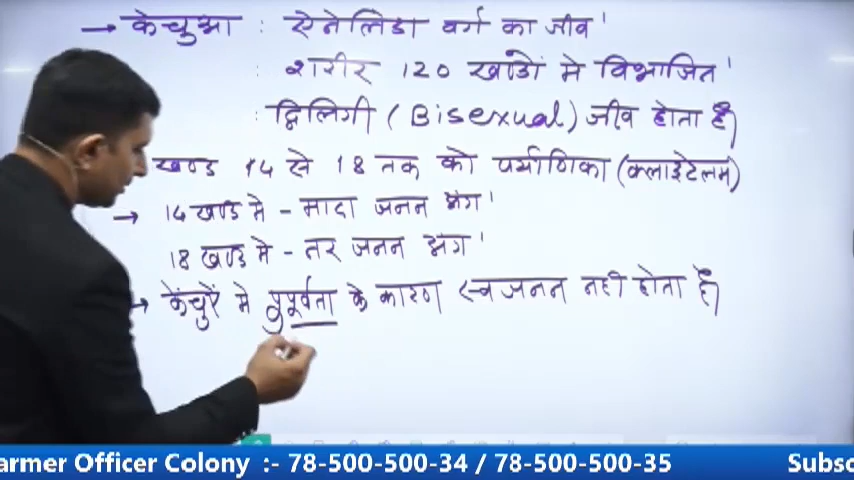 → केंचुआ : ऐनेलिडा वर्ग का जीव'
: शरीर 120 खण्डों मे विभाजित'
: द्विलिंगी (Bisexual) जीव होता है
खण्ड 14 से 18 तक को पर्याणिका (क्लाइटेलम)
→ 14 खण्ड मे - मादा जनन अंग'
18 खण्ड मे - नर जनन अंग'
→ केंचुएं मे पुपूर्वता के कारण स्वजनन नही होता है
armer Officer Colony :- 78-500-500-34 / 78-500-500-35 Subsc